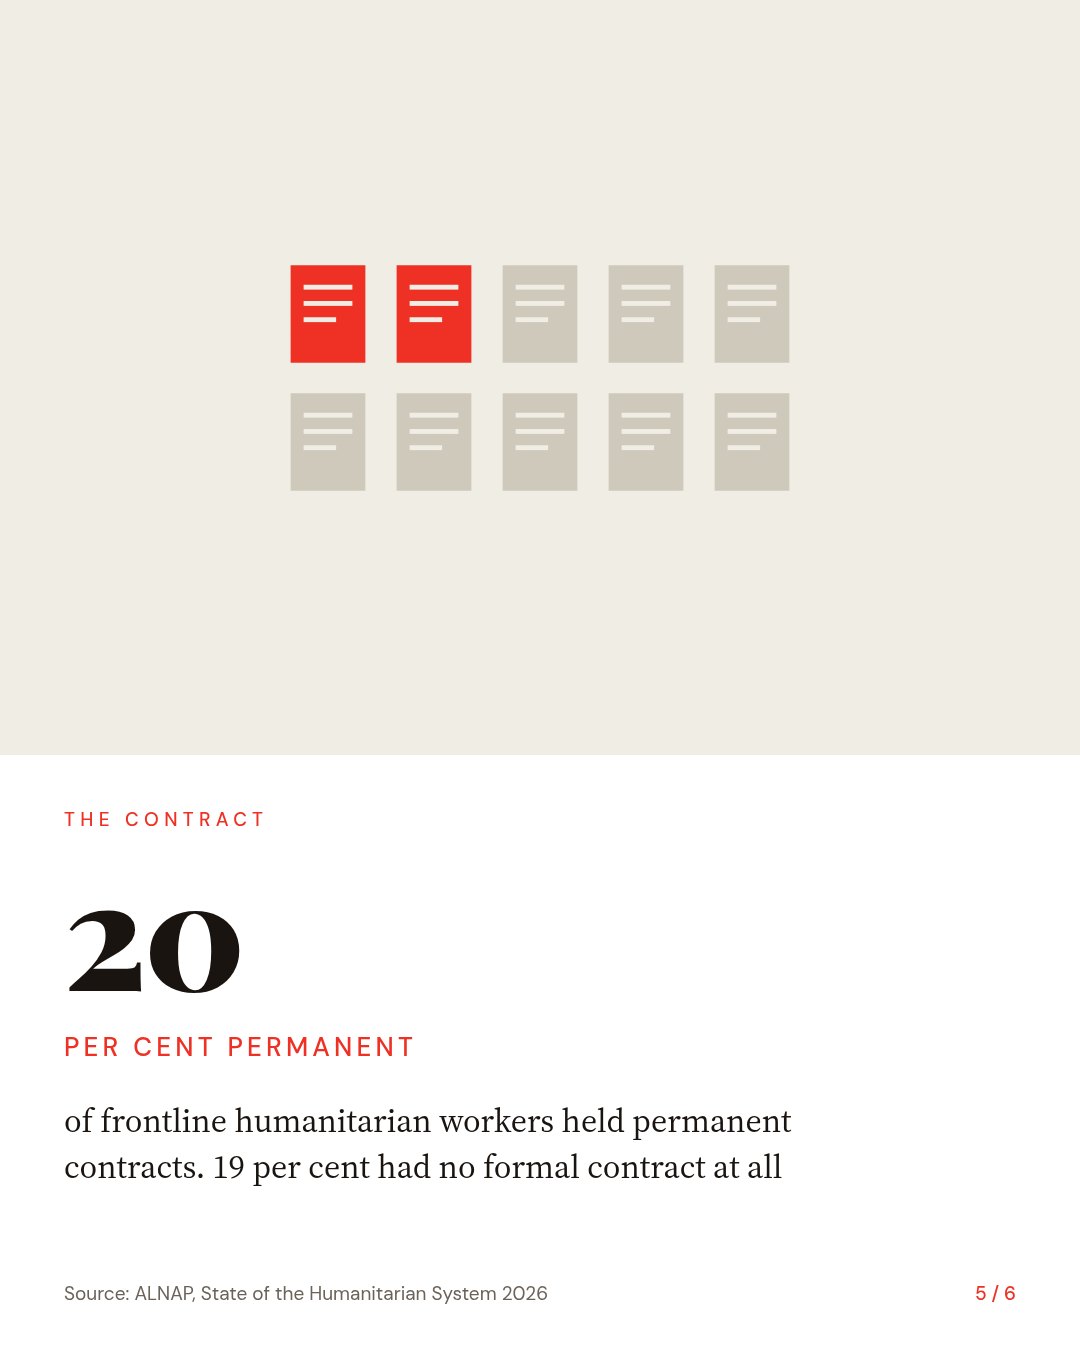 THE CONTRACT
20
PER CENT PERMANENT
of frontline humanitarian workers held permanent
contracts. 19 per cent had no formal contract at all
Source: ALNAP, State of the Humanitarian System 2026
5 / 6